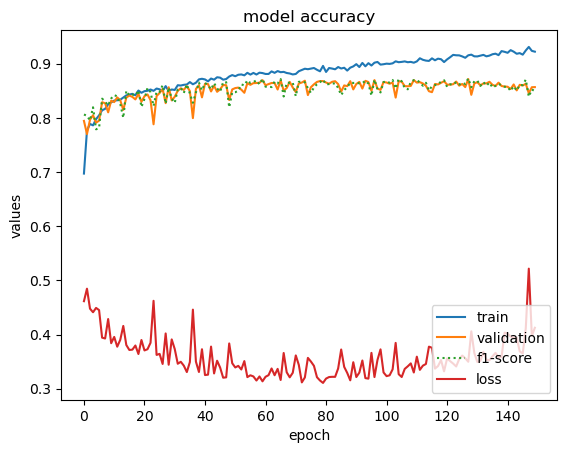 model accuracy
values
0.9
0.8
0.7
0.6
0.5
0.4
0.3
train
validation
f1-score
loss
0 20 40 60 80 100 120 140
epoch